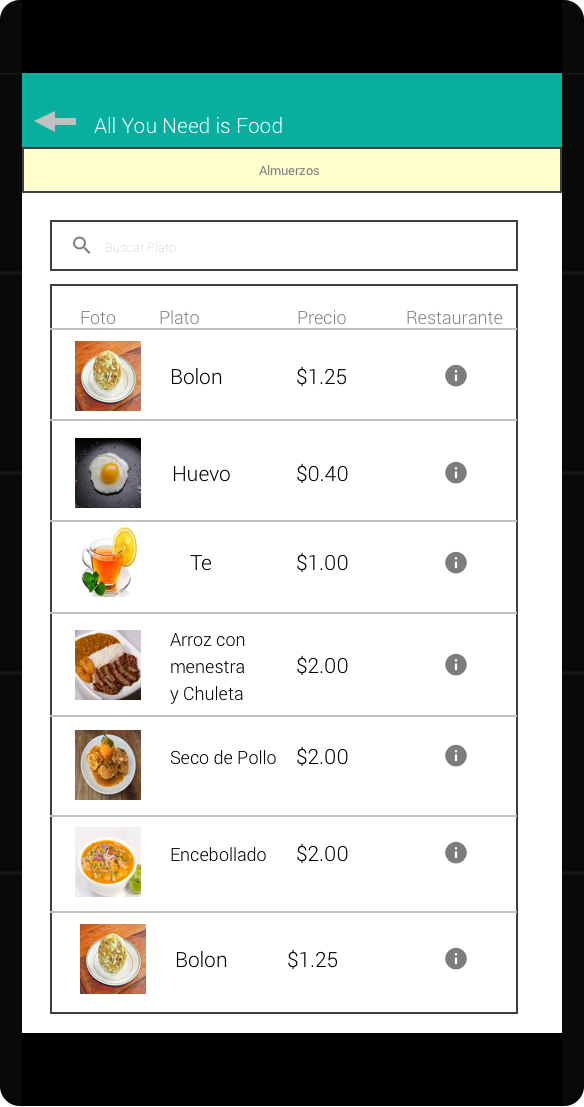 All You Need is Food
Almuerzos
Buscar Plato
Foto Plato Precio Restaurante
Bolon $1.25
Huevo $0.40
Te $1.00
Arroz con
menestra $2.00
y Chuleta
Seco de Pollo $2.00
Encebollado $2.00
Bolon $1.25